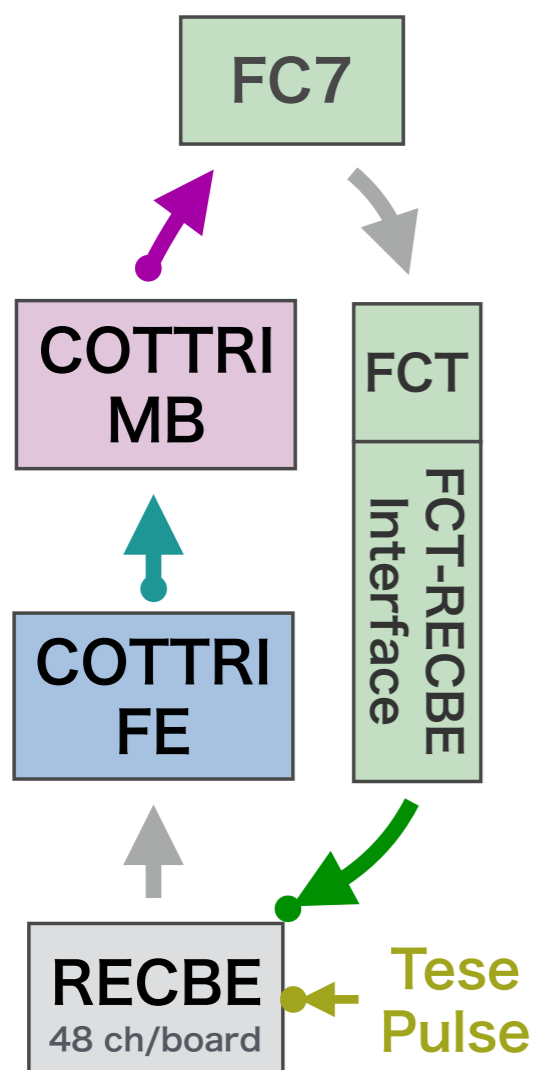 FC7
COTTRI
MB
FCT
FCT-RECBE
Interface
COTTRI
FE
RECBE
48 ch/board
Tese
Pulse